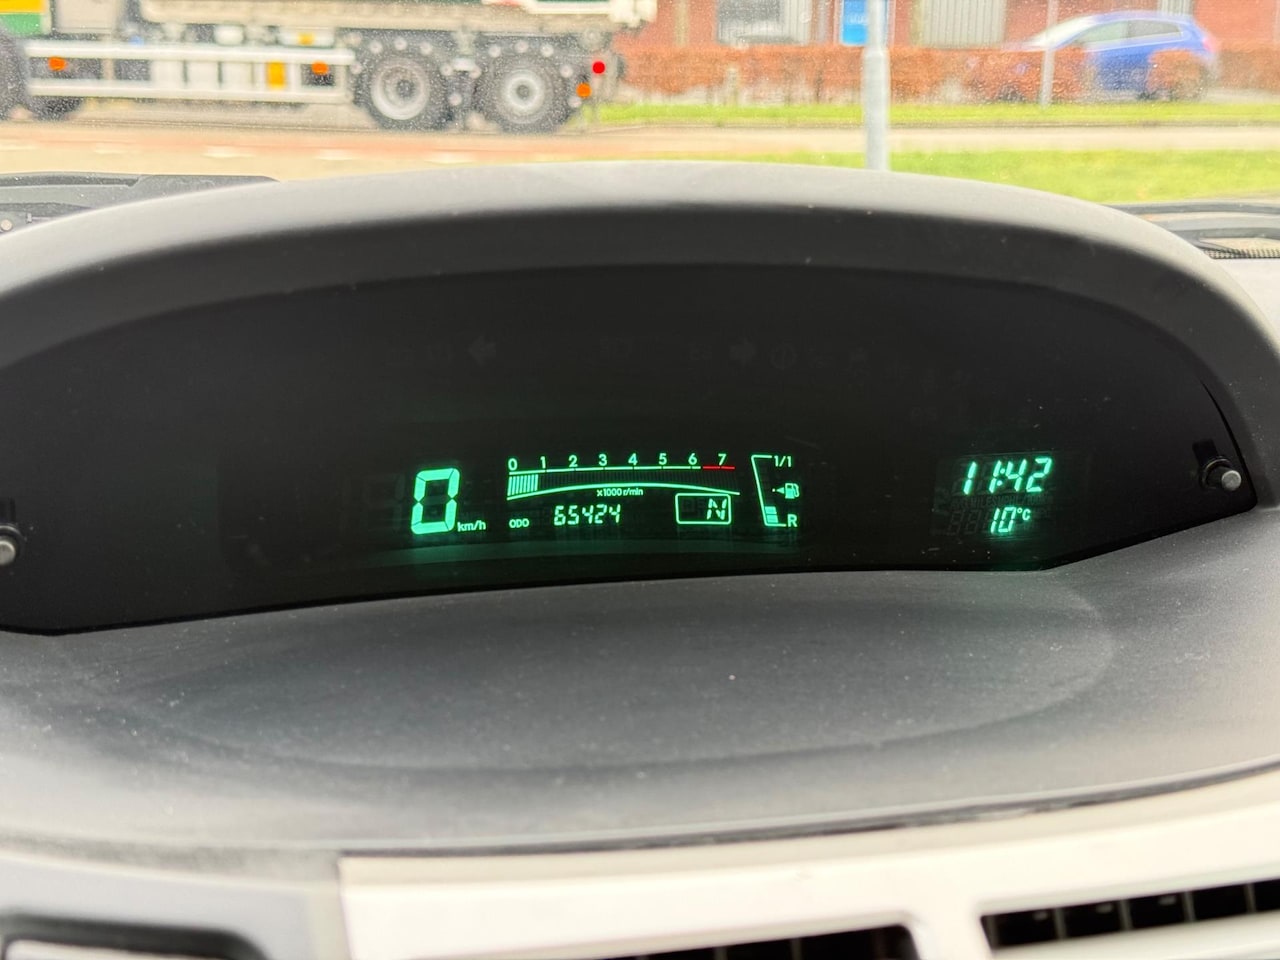 0 1 2 3 4 5 6 7
1/1
x1000 r/min
0 km/h
ODO 65424
N
R
11:42
10°C